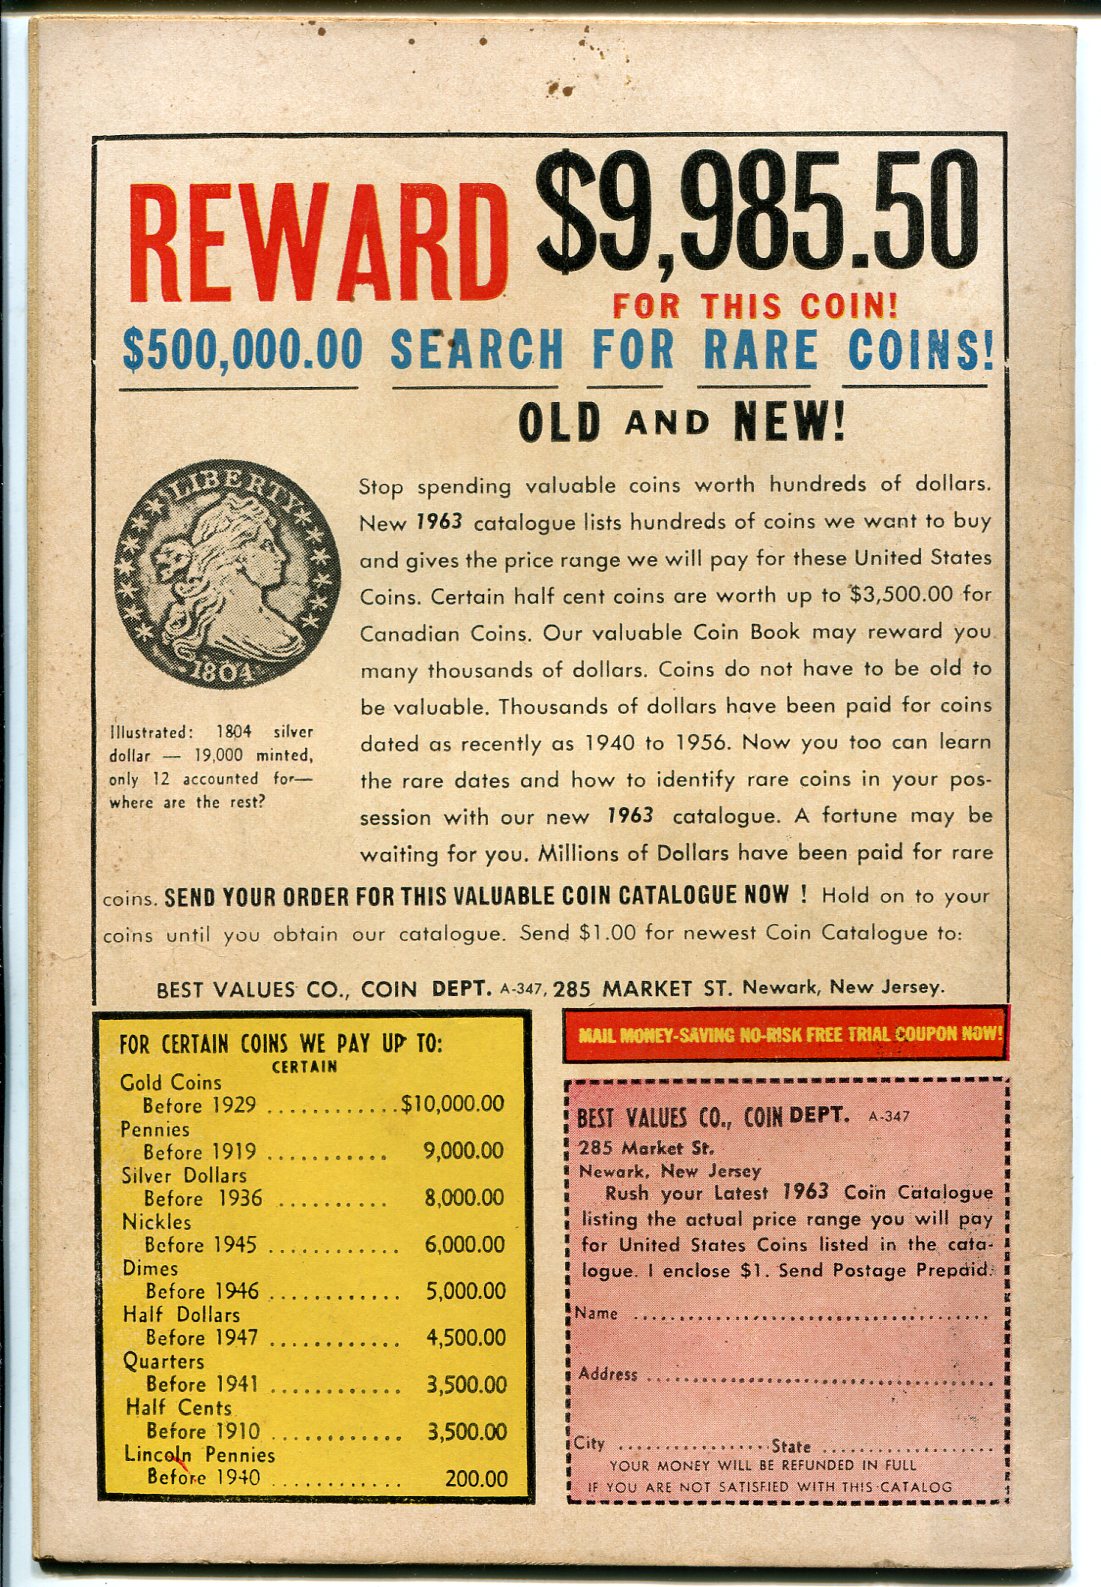 REWARD $9,985.50
FOR THIS COIN!
$500,000.00 SEARCH FOR RARE COINS!
OLD AND NEW!
LIBERTY
1804
Illustrated: 1804 silver
dollar — 19,000 minted,
only 12 accounted for—
where are the rest?
Stop spending valuable coins worth hundreds of dollars.
New 1963 catalogue lists hundreds of coins we want to buy
and gives the price range we will pay for these United States
Coins. Certain half cent coins are worth up to $3,500.00 for
Canadian Coins. Our valuable Coin Book may reward you
many thousands of dollars. Coins do not have to be old to
be valuable. Thousands of dollars have been paid for coins
dated as recently as 1940 to 1956. Now you too can learn
the rare dates and how to identify rare coins in your pos-
session with our new 1963 catalogue. A fortune may be
waiting for you. Millions of Dollars have been paid for rare
coins. SEND YOUR ORDER FOR THIS VALUABLE COIN CATALOGUE NOW ! Hold on to your
coins until you obtain our catalogue. Send $1.00 for newest Coin Catalogue to:
BEST VALUES CO., COIN DEPT. A-347, 285 MARKET ST. Newark, New Jersey.
FOR CERTAIN COINS WE PAY UP TO:
CERTAIN
Gold Coins
Before 1929 ............$10,000.00
Pennies
Before 1919 ........... 9,000.00
Silver Dollars
Before 1936 .......... 8,000.00
Nickles
Before 1945 ............ 6,000.00
Dimes
Before 1946 ............ 5,000.00
Half Dollars
Before 1947 ............ 4,500.00
Quarters
Before 1941 ............ 3,500.00
Half Cents
Before 1910 ............ 3,500.00
Lincoln Pennies
Before 1940 ............ 200.00
MAIL MONEY-SAVING NO-RISK FREE TRIAL COUPON NOW!
BEST VALUES CO., COIN DEPT. A-347
285 Market St.
Newark, New Jersey
Rush your Latest 1963 Coin Catalogue
listing the actual price range you will pay
for United States Coins listed in the cata-
logue. I enclose $1. Send Postage Prepaid.
Name ......................................
Address ......................................
City ................State ....................
YOUR MONEY WILL BE REFUNDED IN FULL
IF YOU ARE NOT SATISFIED WITH THIS CATALOG